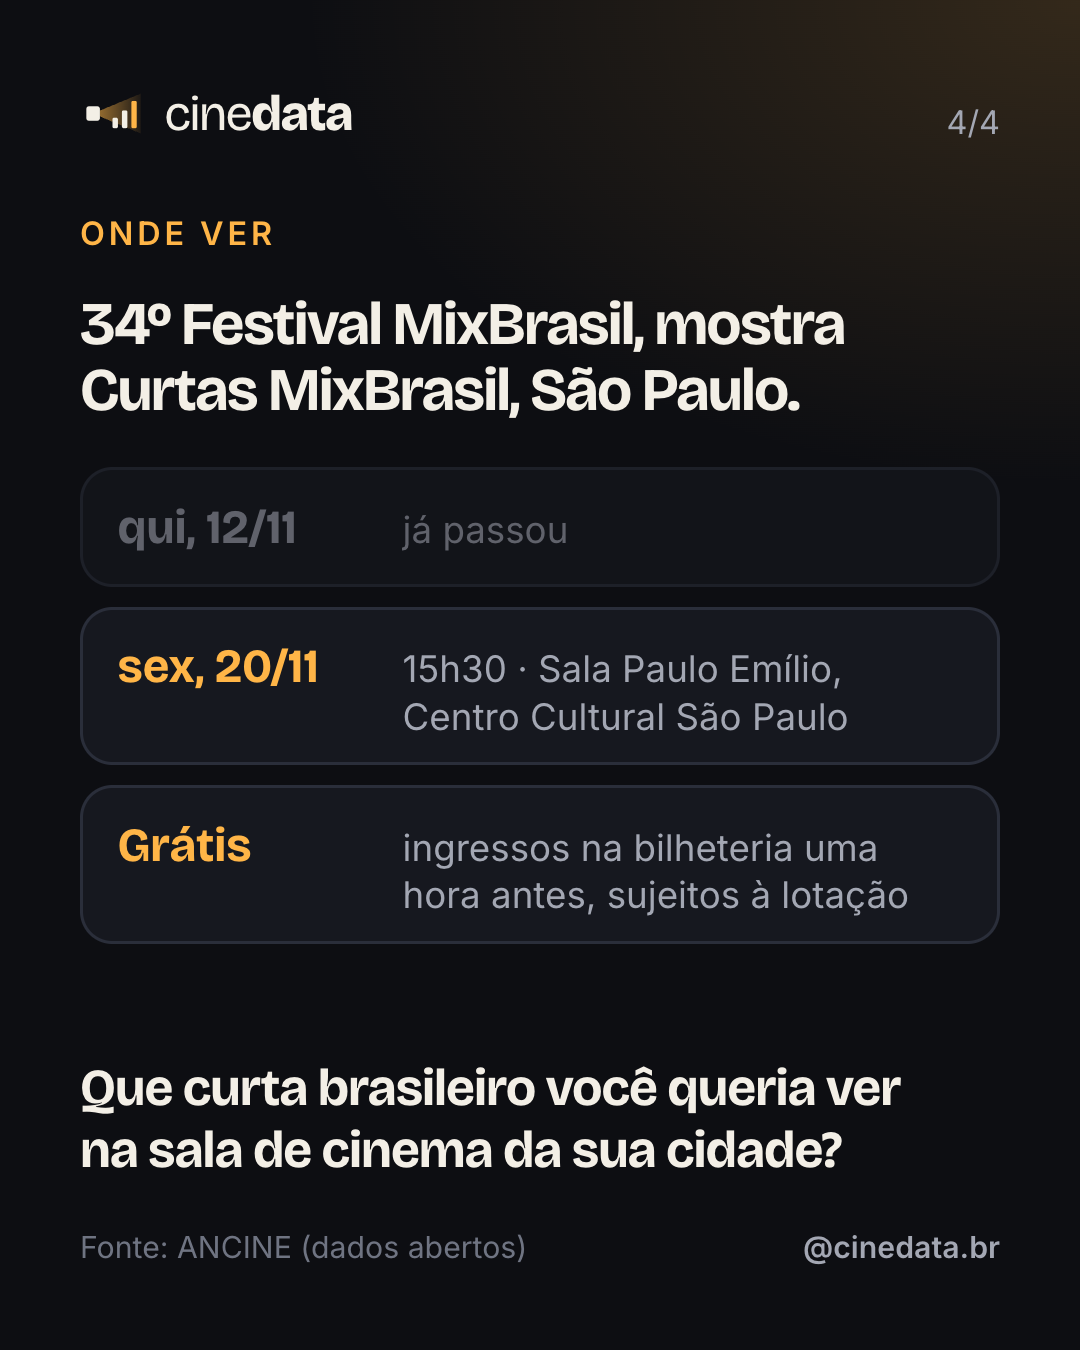 cinedata
4/4
ONDE VER
34º Festival MixBrasil, mostra
Curtas MixBrasil, São Paulo.
qui, 12/11 já passou
sex, 20/11 15h30 · Sala Paulo Emílio,
Centro Cultural São Paulo
Grátis ingressos na bilheteria uma
hora antes, sujeitos à lotação
Que curta brasileiro você queria ver
na sala de cinema da sua cidade?
Fonte: ANCINE (dados abertos) @cinedata.br